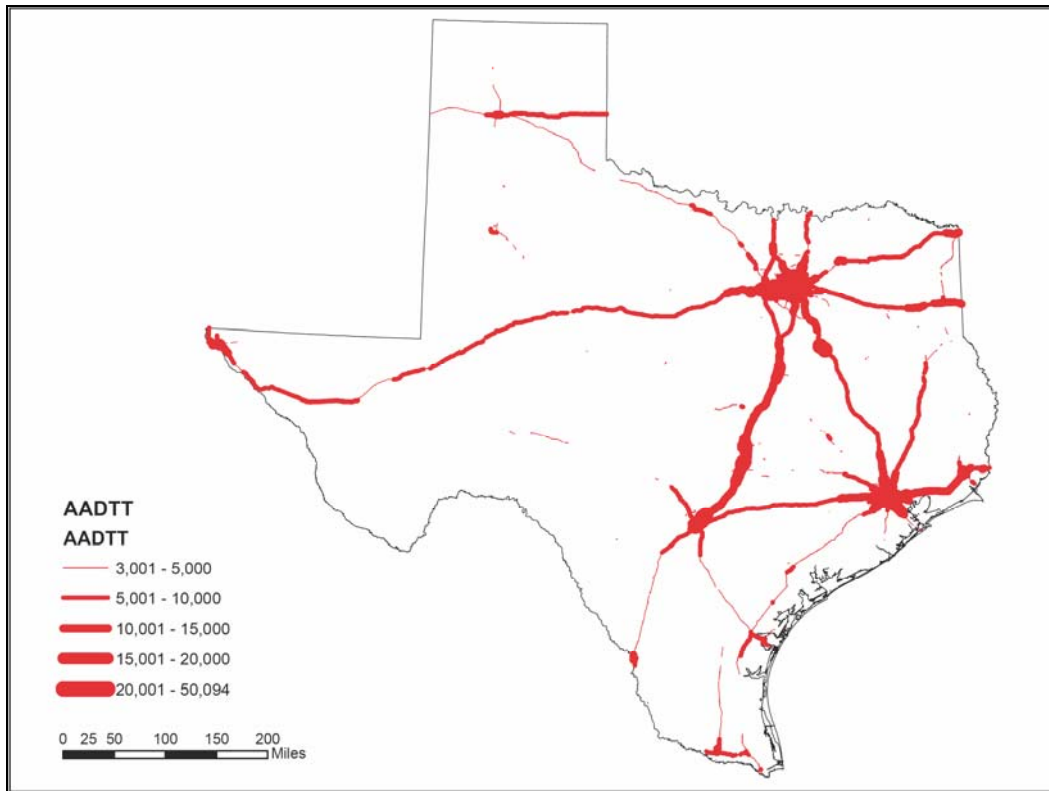 AADTT
AADTT
3,001 - 5,000
5,001 - 10,000
10,001 - 15,000
15,001 - 20,000
20,001 - 50,094
0 25 50 100 150 200
Miles